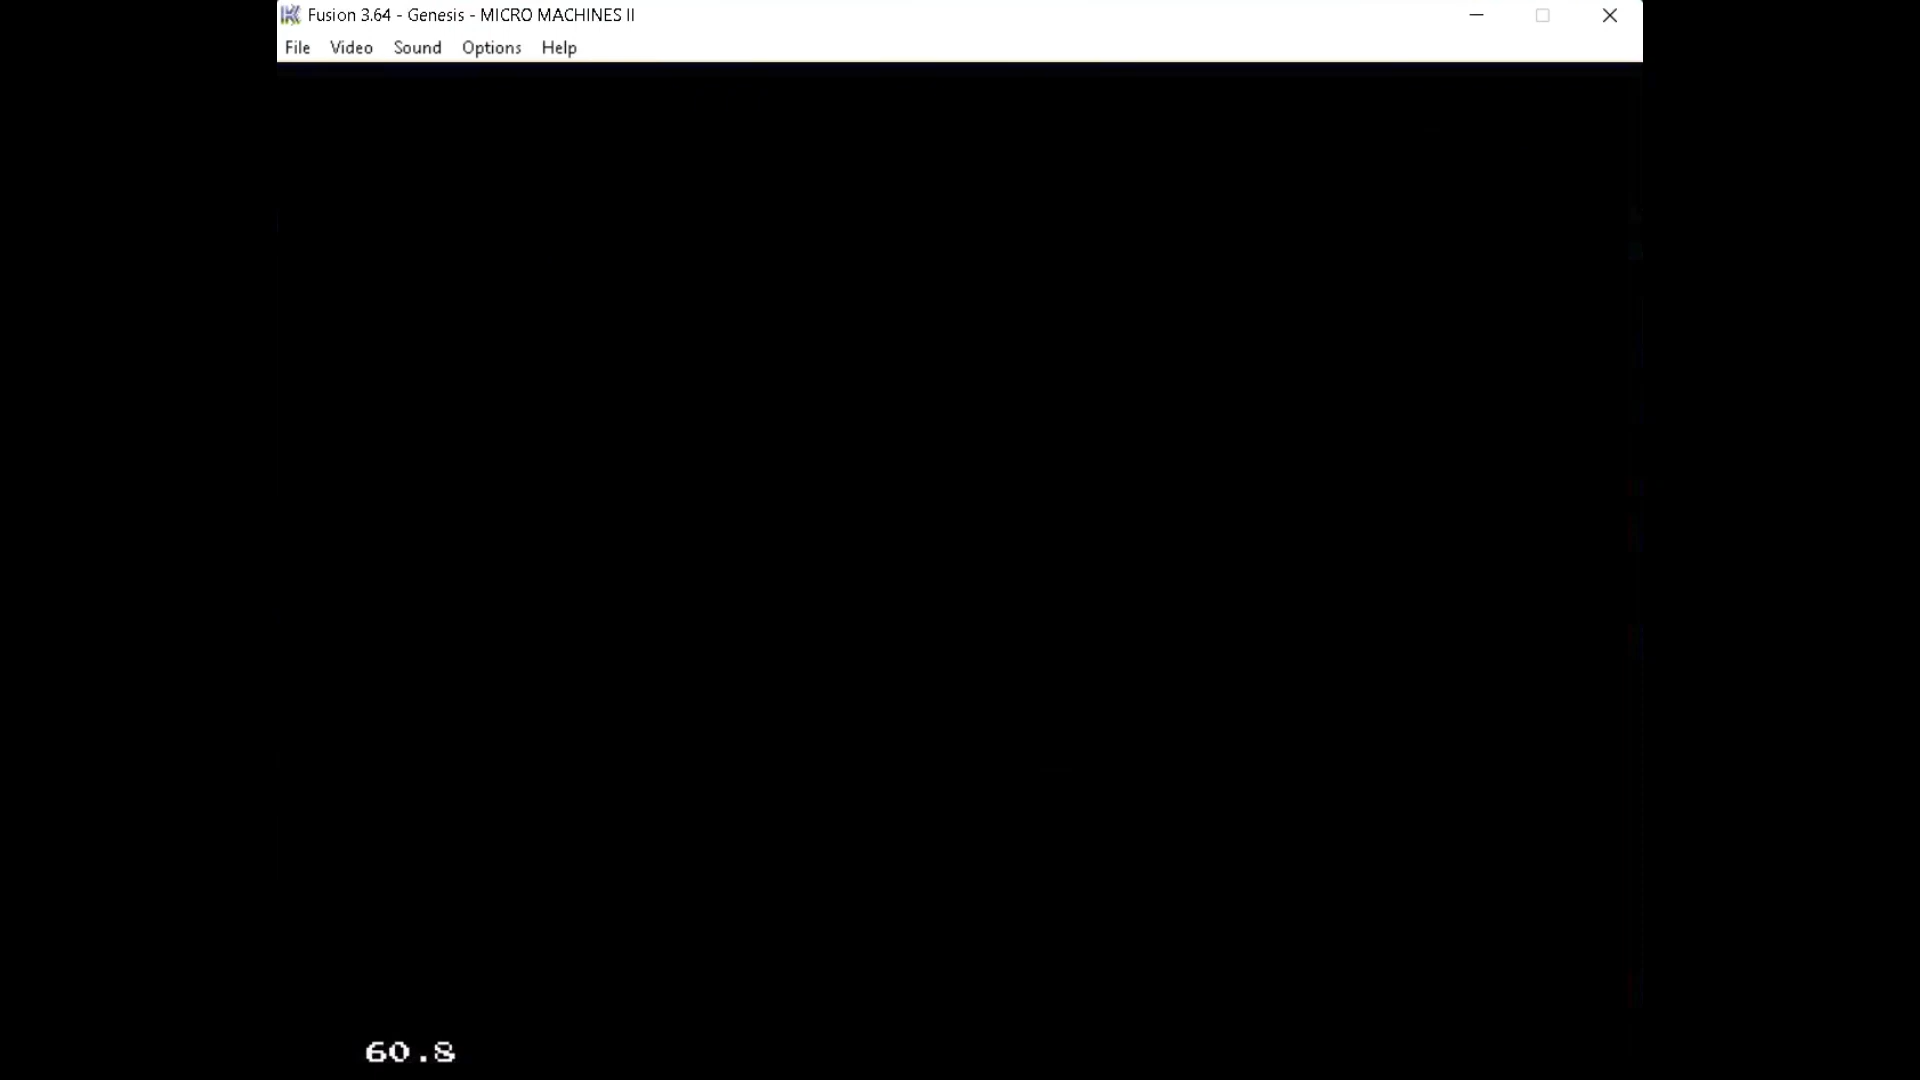 Fusion 3.64 - Genesis - MICRO MACHINES II
File Video Sound Options Help
60.8